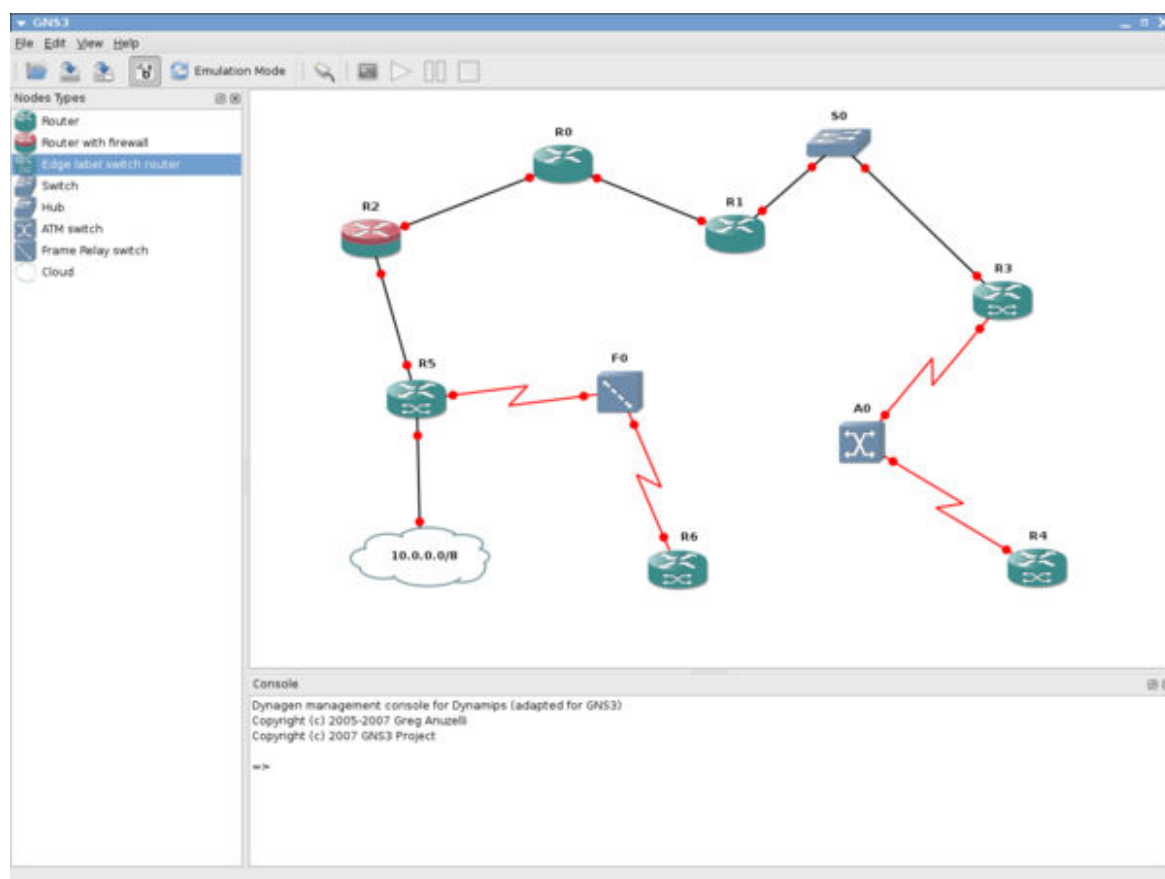 GNS3
File Edit View Help
Emulation Mode
Nodes Types
Router
Router with firewall
Edge label switch router
Switch
Hub
ATM switch
Frame Relay switch
Cloud
S0
R0
R1
R2
R3
R5
F0
A0
R6
R4
10.0.0.0/8
Console
Dynagen management console for Dynamips (adapted for GNS3)
Copyright (c) 2005-2007 Greg Anuzelli
Copyright (c) 2007 GNS3 Project
=>